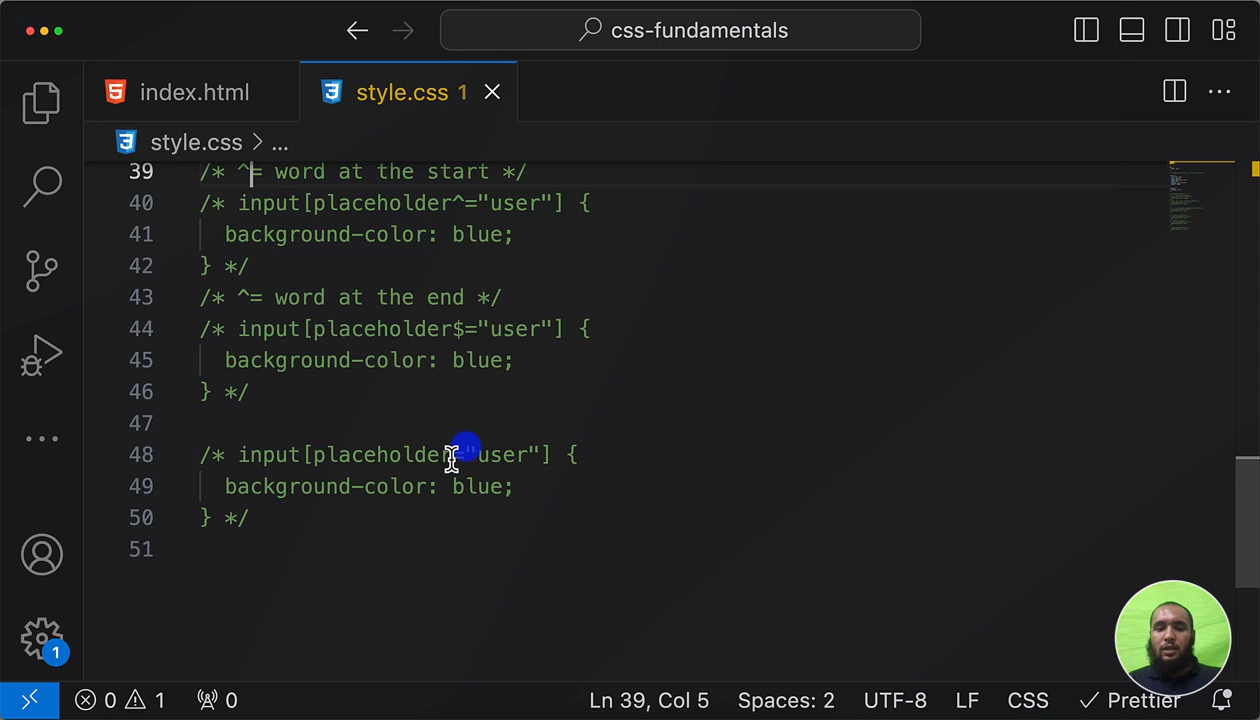 css-fundamentals
index.html
style.css 1
style.css > ...
39 /* ^= word at the start */
40 /* input[placeholder^="user"] {
41 background-color: blue;
42 } */
43 /* ^= word at the end */
44 /* input[placeholder$="user"] {
45 background-color: blue;
46 } */
47
48 /* input[placeholder="user"] {
49 background-color: blue;
50 } */
51
1
0 1 0 Ln 39, Col 5 Spaces: 2 UTF-8 LF CSS Prettier